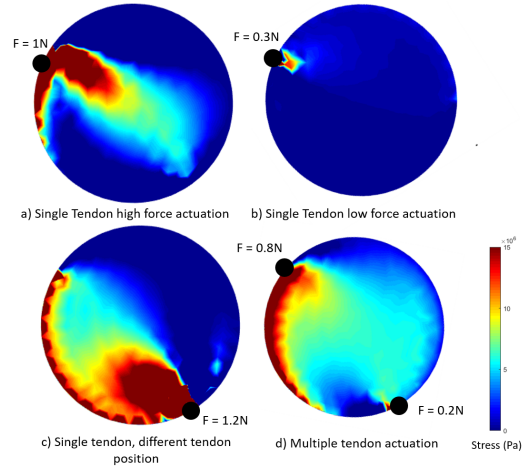 F = 1N
F = 0.3N
a) Single Tendon high force actuation
b) Single Tendon low force actuation
F = 0.8N
F = 1.2N
F = 0.2N
c) Single tendon, different tendon
position
d) Multiple tendon actuation
×10⁶
15
10
5
0
Stress (Pa)